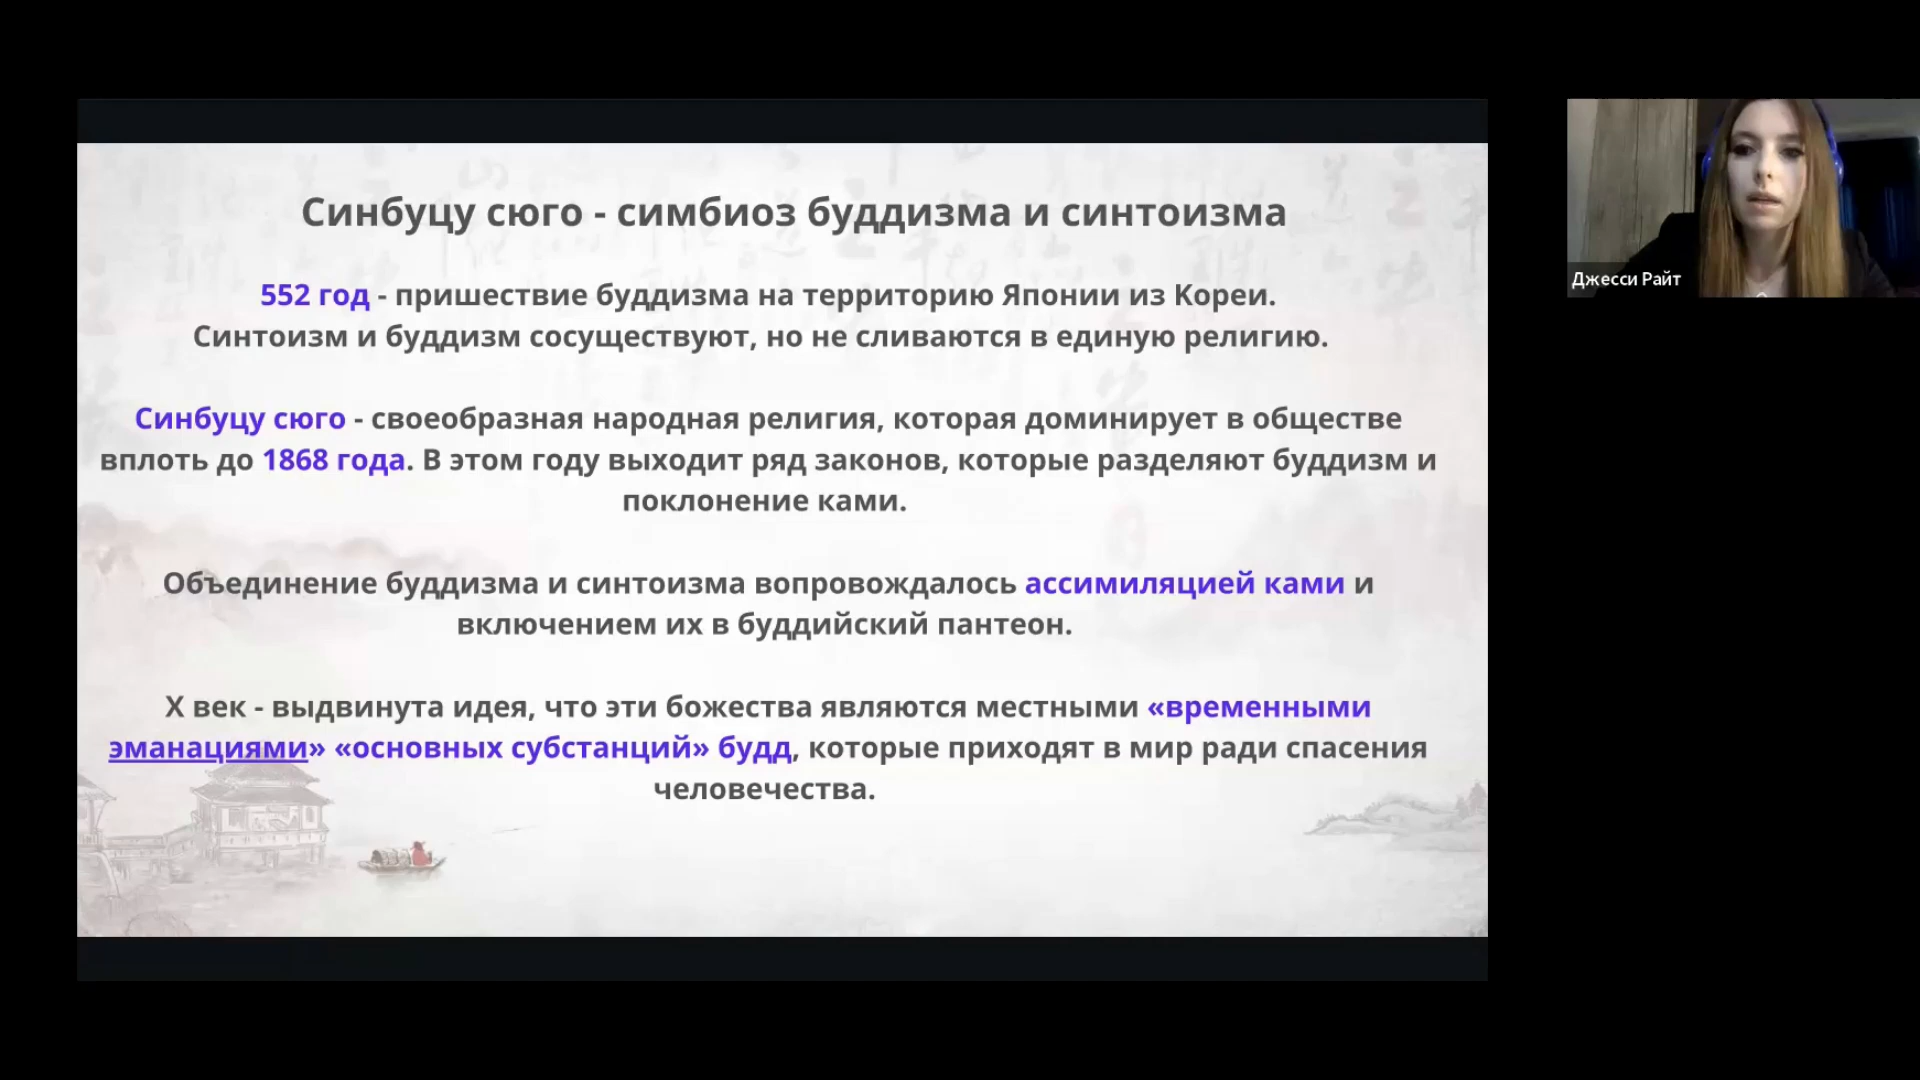 Синбуцу сюго - симбиоз буддизма и синтоизма
552 год - пришествие буддизма на территорию Японии из Кореи.
Синтоизм и буддизм сосуществуют, но не сливаются в единую религию.
Синбуцу сюго - своеобразная народная религия, которая доминирует в обществе
вплоть до 1868 года. В этом году выходит ряд законов, которые разделяют буддизм и
поклонение ками.
Объединение буддизма и синтоизма вопровождалось ассимиляцией ками и
включением их в буддийский пантеон.
X век - выдвинута идея, что эти божества являются местными «временными
эманациями» «основных субстанций» будд, которые приходят в мир ради спасения
человечества.
Джесси Райт